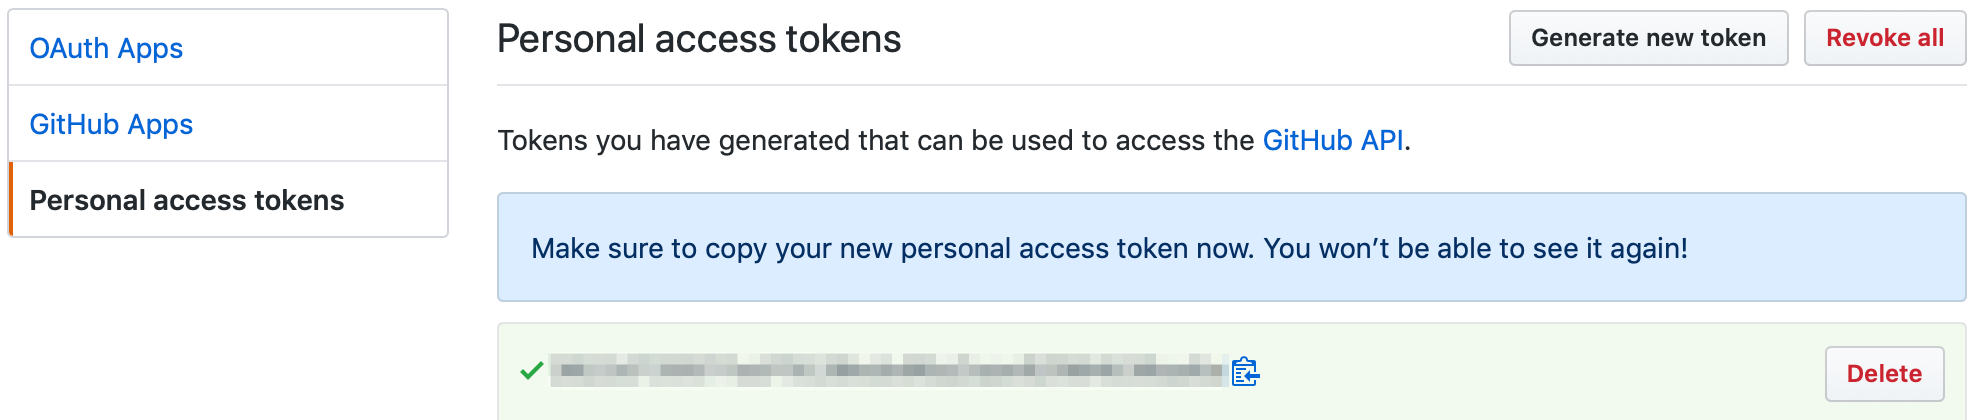 OAuth Apps
GitHub Apps
Personal access tokens
Personal access tokens
Generate new token
Revoke all
Tokens you have generated that can be used to access the GitHub API.
Make sure to copy your new personal access token now. You won’t be able to see it again!
Delete